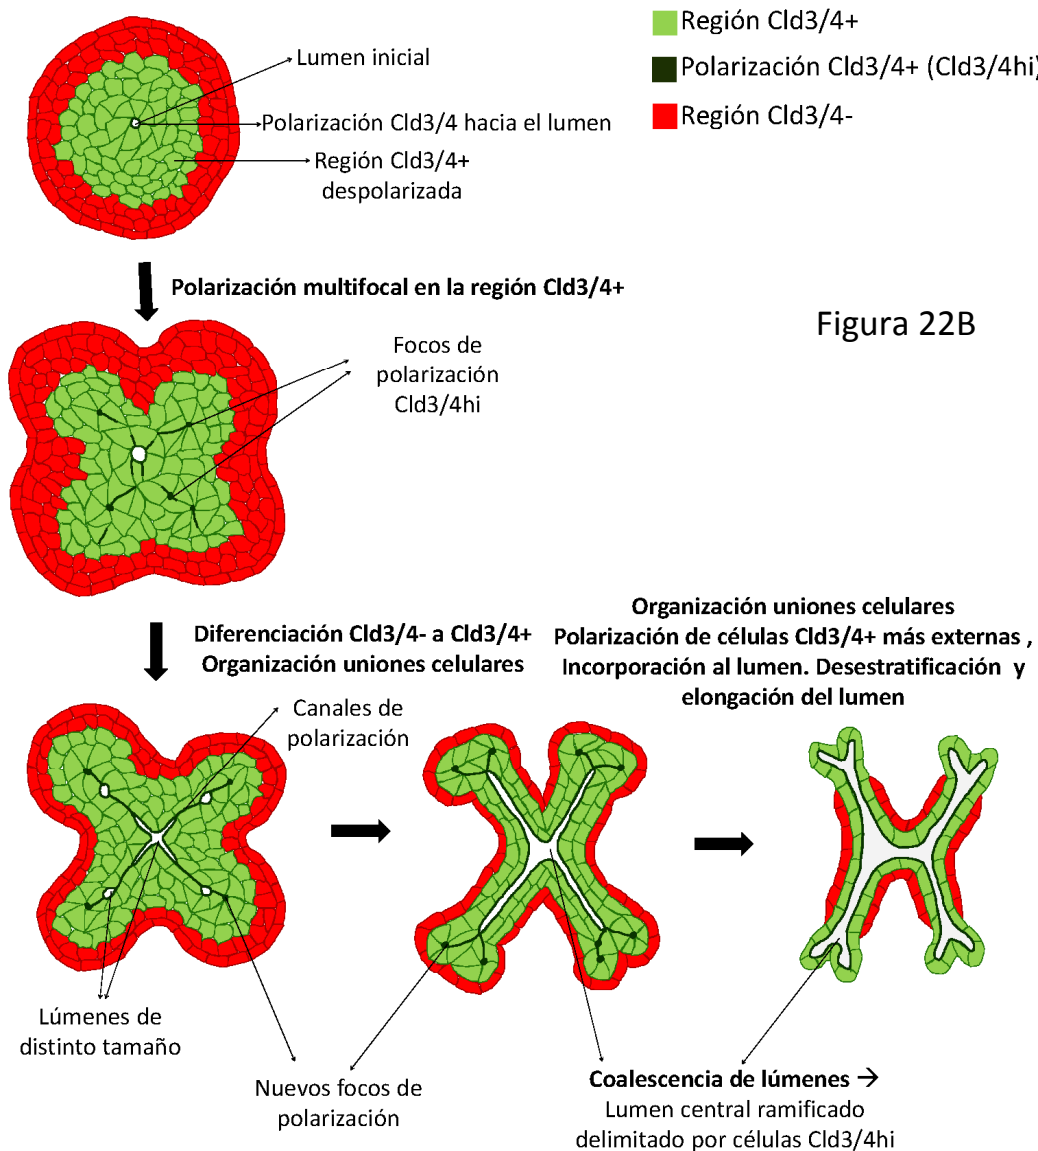 Región Cld3/4+
Polarización Cld3/4+ (Cld3/4hi)
Región Cld3/4-
Lumen inicial
Polarización Cld3/4 hacia el lumen
Región Cld3/4+
despolarizada
Polarización multifocal en la región Cld3/4+
Figura 22B
Focos de
polarización
Cld3/4hi
Diferenciación Cld3/4- a Cld3/4+
Organización uniones celulares
Organización uniones celulares
Polarización de células Cld3/4+ más externas ,
Incorporación al lumen. Desestratificación y
elongación del lumen
Canales de
polarización
Lúmenes de
distinto tamaño
Nuevos focos de
polarización
Coalescencia de lúmenes →
Lumen central ramificado
delimitado por células Cld3/4hi